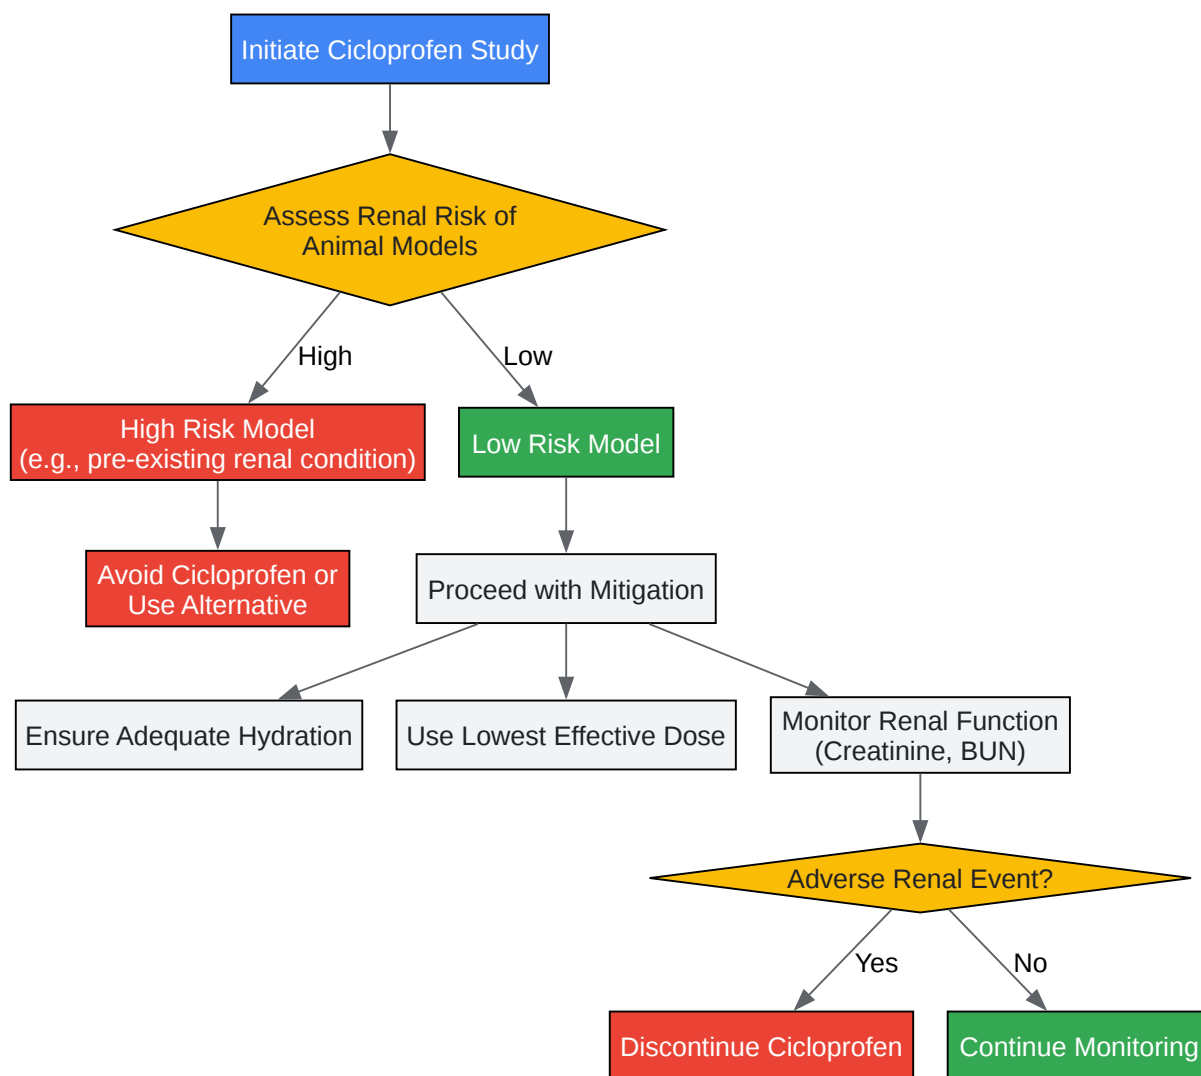 Initiate Cicloprofen Study
Assess Renal Risk of
Animal Models
High
Low
High Risk Model
(e.g., pre-existing renal condition)
Low Risk Model
Avoid Cicloprofen or
Use Alternative
Proceed with Mitigation
Ensure Adequate Hydration
Use Lowest Effective Dose
Monitor Renal Function
(Creatinine, BUN)
Adverse Renal Event?
Yes
No
Discontinue Cicloprofen
Continue Monitoring